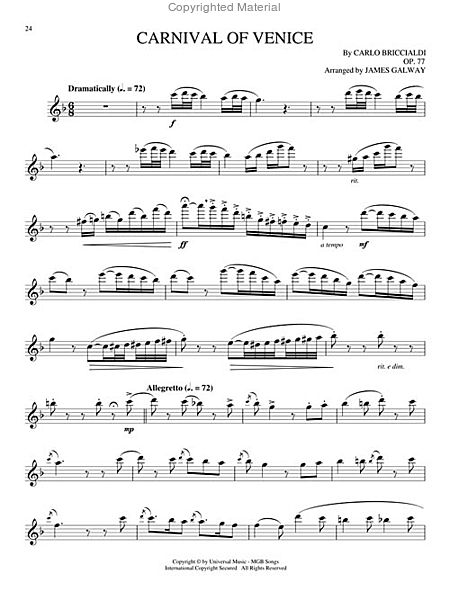 Copyrighted Material
24
CARNIVAL OF VENICE
By CARLO BRICCIALDI
OP. 77
Arranged by JAMES GALWAY
Dramatically (♩. = 72)
6
8
f
rit.
ff
a tempo
mf
rit. e dim.
Allegretto (♩. = 72)
mp
Copyright © by Universal Music - MGB Songs
International Copyright Secured All Rights Reserved